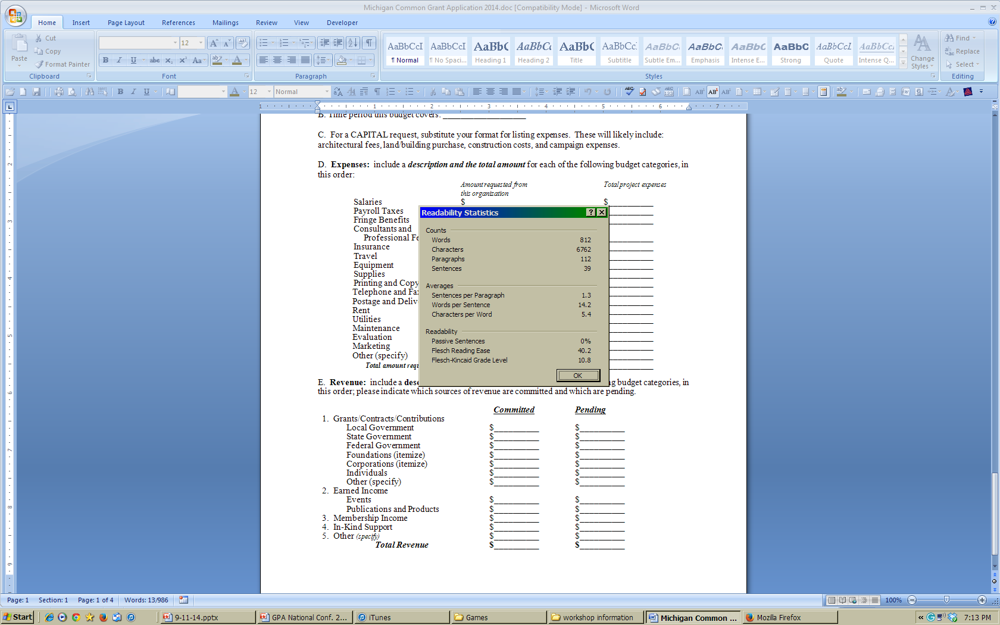 Michigan Common Grant Application 2014.doc [Compatibility Mode] - Microsoft Word
Home Insert Page Layout References Mailings Review View Developer
Paste
Cut
Copy
Format Painter
Clipboard
12
Font
Paragraph
AaBbCcI AaBbCcI AaBbC AaBbCc AaBbC AaBbCc. AaBbCc AaBbCc AaBbCc AaBbCc AaBbCcI AaBbCc.
¶ Normal ¶ No Spaci... Heading 1 Heading 2 Title Subtitle Subtle Em... Emphasis Intense E... Strong Quote Intense Q...
Change Styles
Styles
Find
Replace
Select
Editing
12 Normal
1 1 2 3 4 5 6 7
B. Time period this budget covers: ____________________
C. For a CAPITAL request, substitute your format for listing expenses. These will likely include:
architectural fees, land/building purchase, construction costs, and campaign expenses.
D. Expenses: include a description and the total amount for each of the following budget categories, in
this order:
Amount requested from Total project expenses
this organization
Salaries $ $__________
Payroll Taxes
Fringe Benefits
Consultants and
Professional Fe
Insurance
Travel
Equipment
Supplies
Printing and Copy
Telephone and Fax
Postage and Deliv
Rent
Utilities
Maintenance
Evaluation
Marketing
Other (specify)
Total amount requ
Readability Statistics
Counts
Words 812
Characters 6762
Paragraphs 112
Sentences 39
Averages
Sentences per Paragraph 1.3
Words per Sentence 14.2
Characters per Word 5.4
Readability
Passive Sentences 0%
Flesch Reading Ease 40.2
Flesch-Kincaid Grade Level 10.8
OK
E. Revenue: include a des ng budget categories, in
this order; please indicate which sources of revenue are committed and which are pending.
Committed Pending
1. Grants/Contracts/Contributions
Local Government $__________ $__________
State Government $__________ $__________
Federal Government $__________ $__________
Foundations (itemize) $__________ $__________
Corporations (itemize) $__________ $__________
Individuals $__________ $__________
Other (specify) $__________ $__________
2. Earned Income
Events $__________ $__________
Publications and Products $__________ $__________
3. Membership Income $__________ $__________
4. In-Kind Support $__________ $__________
5. Other (specify) $__________ $__________
Total Revenue $__________ $__________
Page: 1 Section: 1 Page: 1 of 4 Words: 13/986 100%
Start 9-11-14.pptx GPA National Conf. 2... iTunes Games workshop information Michigan Common ... Mozilla Firefox 7:13 PM